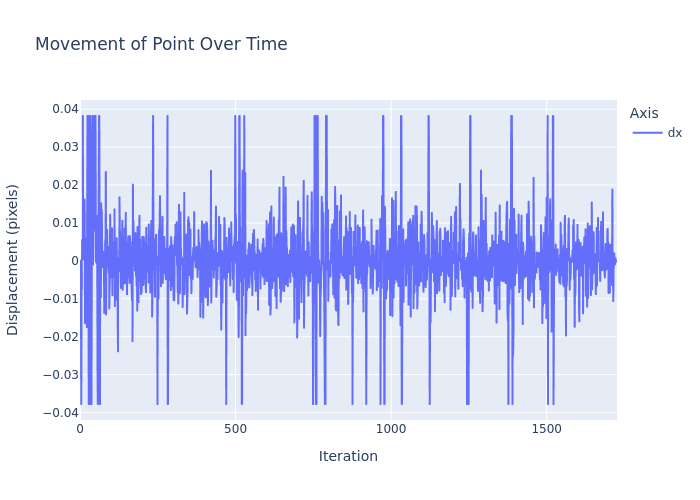 Movement of Point Over Time
Axis
dx
Displacement (pixels)
0.04
0.03
0.02
0.01
0
−0.01
−0.02
−0.03
−0.04
0
500
1000
1500
Iteration